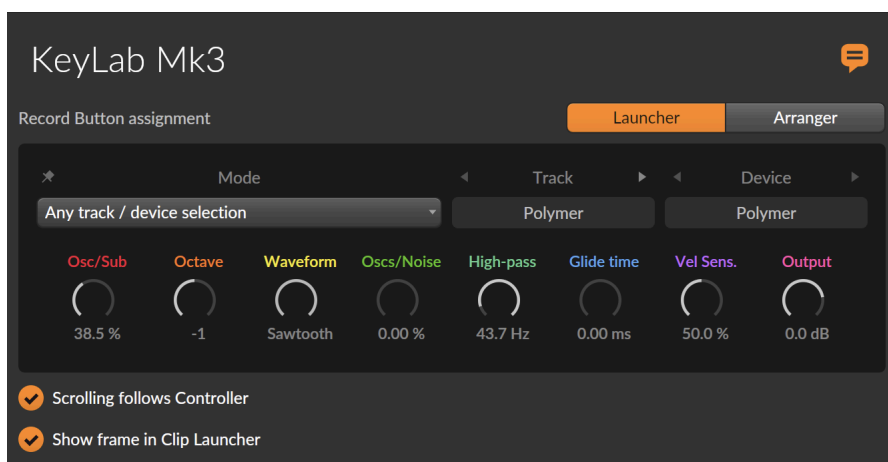 KeyLab Mk3
Record Button assignment Launcher Arranger
Mode Track Device
Any track / device selection Polymer Polymer
Osc/Sub Octave Waveform Oscs/Noise High-pass Glide time Vel Sens. Output
38.5 % -1 Sawtooth 0.00 % 43.7 Hz 0.00 ms 50.0 % 0.0 dB
Scrolling follows Controller
Show frame in Clip Launcher